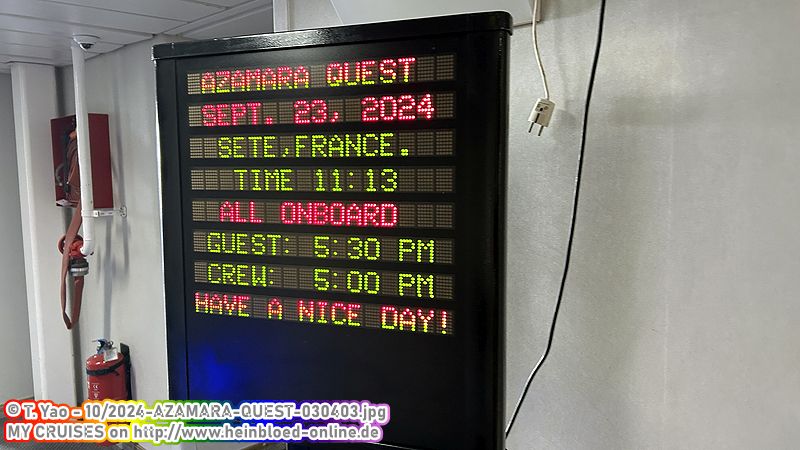 AZAMARA QUEST
SEPT. 23, 2024
SETE,FRANCE.
TIME 11:13
ALL ONBOARD
GUEST: 5:30 PM
CREW: 5:00 PM
HAVE A NICE DAY!
© T. Yao - 10/2024-AZAMARA-QUEST-030403.jpg
MY CRUISES on http://www.heinbloed-online.de